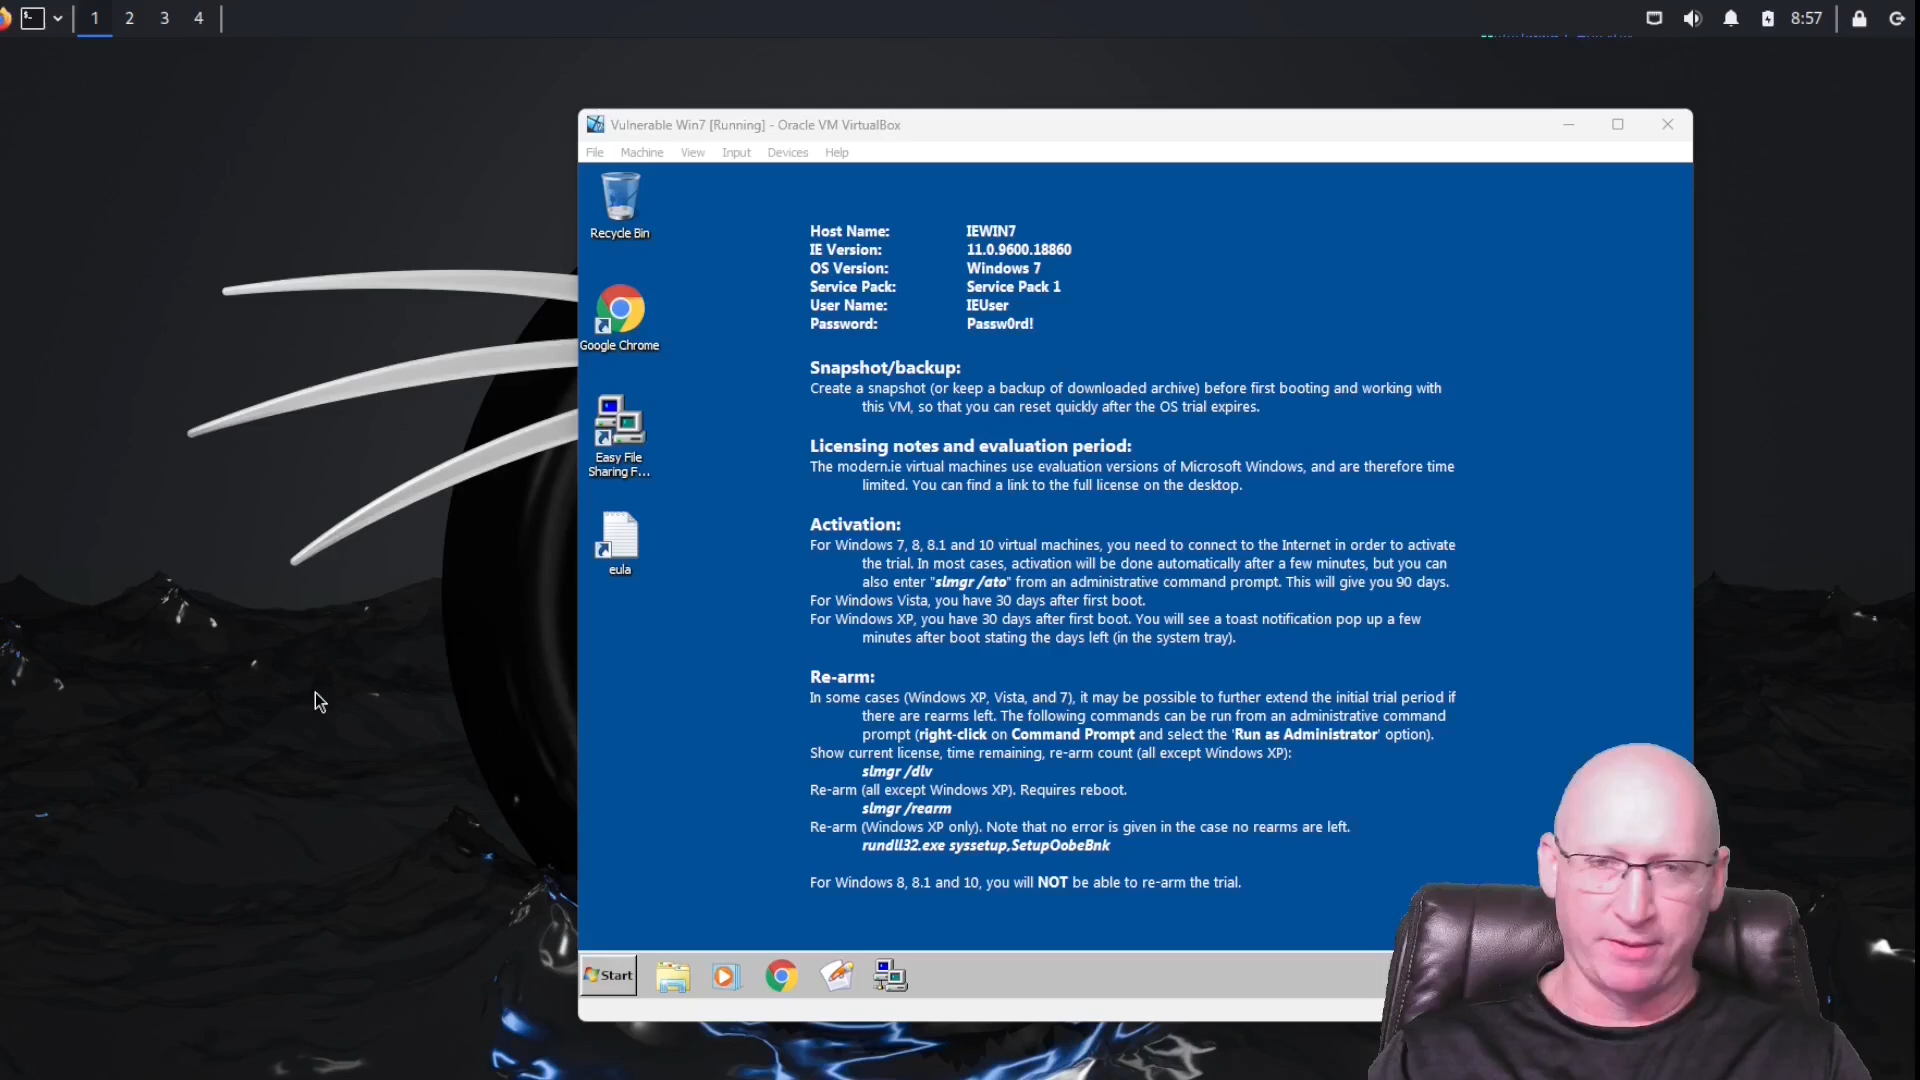 1 2 3 4
8:57
Vulnerable Win7 [Running] - Oracle VM VirtualBox
File Machine View Input Devices Help
Recycle Bin
Google Chrome
Easy File
Sharing F...
eula
Host Name: IEWIN7
IE Version: 11.0.9600.18860
OS Version: Windows 7
Service Pack: Service Pack 1
User Name: IEUser
Password: Passw0rd!
Snapshot/backup:
Create a snapshot (or keep a backup of downloaded archive) before first booting and working with
this VM, so that you can reset quickly after the OS trial expires.
Licensing notes and evaluation period:
The modern.ie virtual machines use evaluation versions of Microsoft Windows, and are therefore time
limited. You can find a link to the full license on the desktop.
Activation:
For Windows 7, 8, 8.1 and 10 virtual machines, you need to connect to the Internet in order to activate
the trial. In most cases, activation will be done automatically after a few minutes, but you can
also enter "slmgr /ato" from an administrative command prompt. This will give you 90 days.
For Windows Vista, you have 30 days after first boot.
For Windows XP, you have 30 days after first boot. You will see a toast notification pop up a few
minutes after boot stating the days left (in the system tray).
Re-arm:
In some cases (Windows XP, Vista, and 7), it may be possible to further extend the initial trial period if
there are rearms left. The following commands can be run from an administrative command
prompt (right-click on Command Prompt and select the 'Run as Administrator' option).
Show current license, time remaining, re-arm count (all except Windows XP):
slmgr /dlv
Re-arm (all except Windows XP). Requires reboot.
slmgr /rearm
Re-arm (Windows XP only). Note that no error is given in the case no rearms are left.
rundll32.exe syssetup,SetupOobeBnk
For Windows 8, 8.1 and 10, you will NOT be able to re-arm the trial.
Start